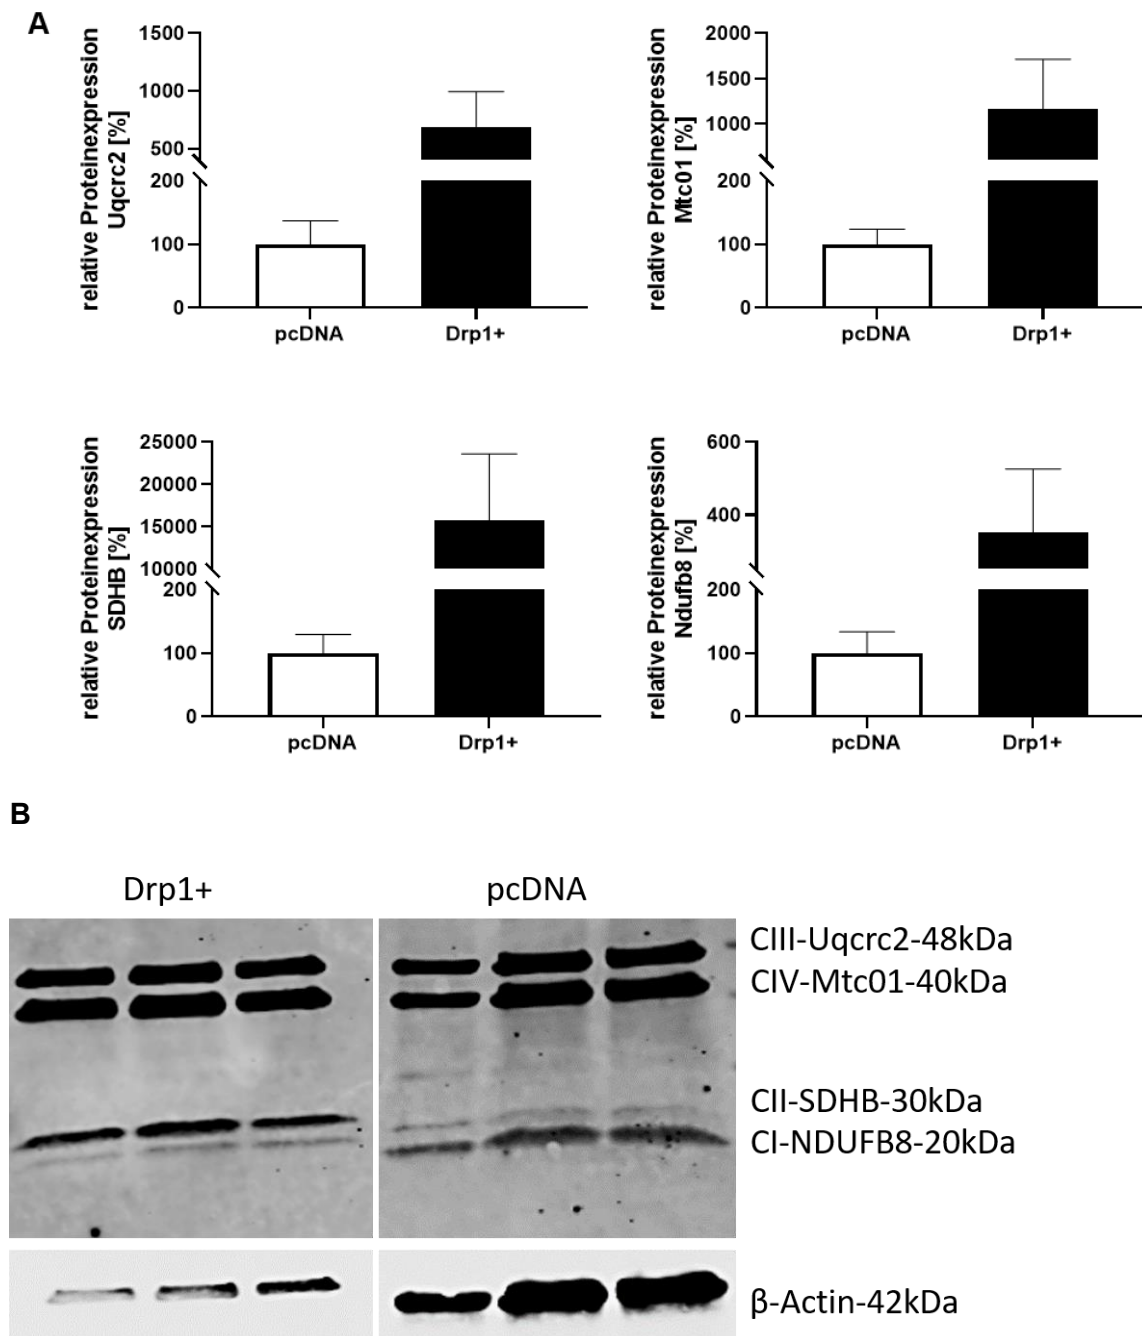 A
relative Proteinexpression
Uqcrc2 [%]
1500
1000
500
200
100
0
pcDNA
Drp1+
relative Proteinexpression
Mtc01 [%]
2000
1500
1000
200
100
0
pcDNA
Drp1+
relative Proteinexpression
SDHB [%]
25000
20000
15000
10000
200
100
0
pcDNA
Drp1+
relative Proteinexpression
Ndufb8 [%]
600
400
200
100
0
pcDNA
Drp1+
B
Drp1+
pcDNA
CIII-Uqcrc2-48kDa
CIV-Mtc01-40kDa
CII-SDHB-30kDa
CI-NDUFB8-20kDa
β-Actin-42kDa